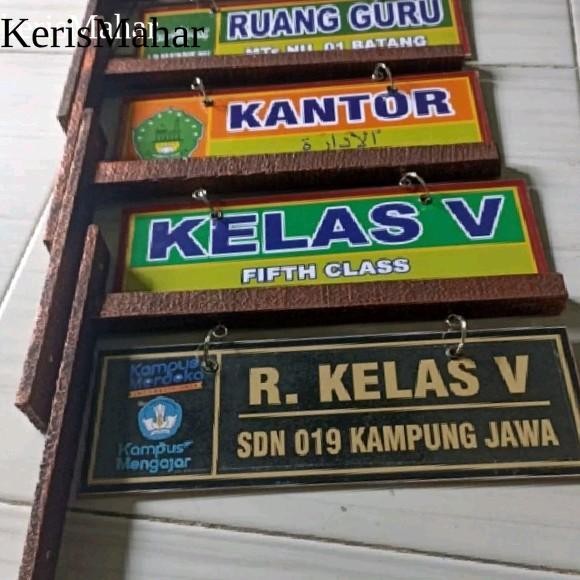 KerisMahar
Mahar
RUANG GURU
MTs NU 01 BATANG
KANTOR
الإدارة
KELAS V
FIFTH CLASS
Kampus
Merdeka
Kampus
Mengajar
R. KELAS V
SDN 019 KAMPUNG JAWA